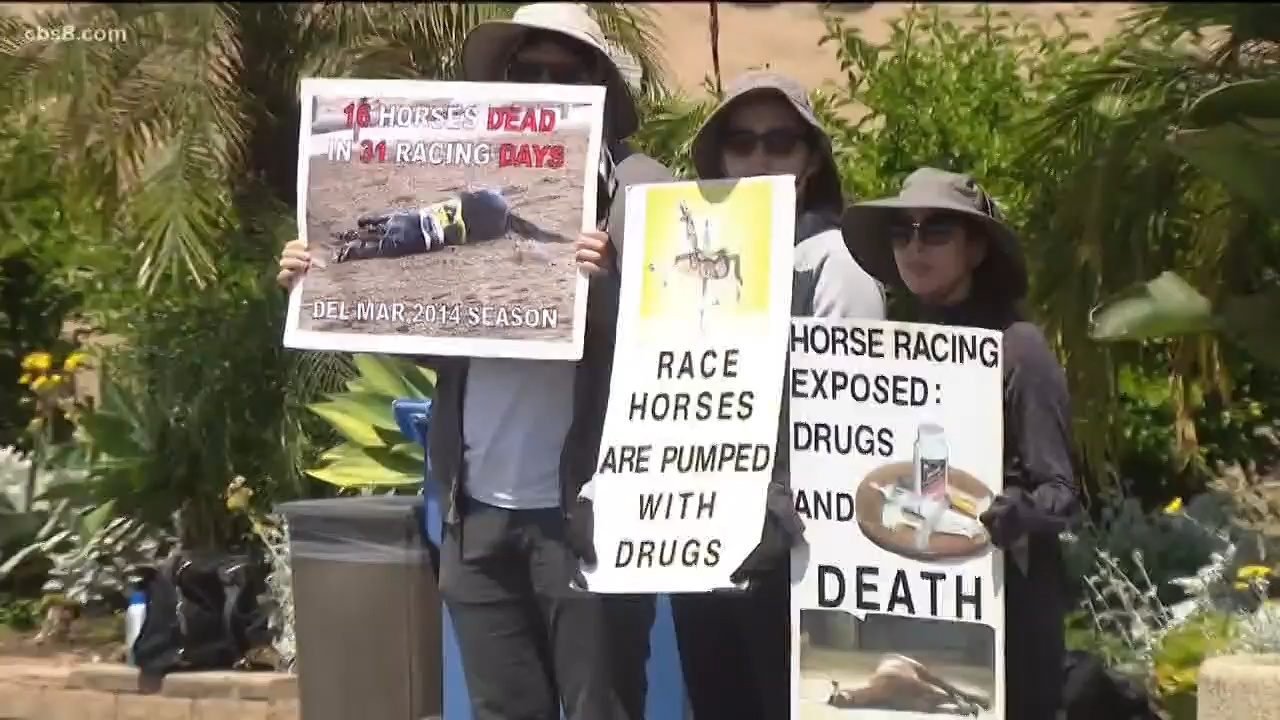 cbs8.com
16 HORSES DEAD
IN 31 RACING DAYS
DEL MAR 2014 SEASON
RACE
HORSES
ARE PUMPED
WITH
DRUGS
HORSE RACING
EXPOSED:
DRUGS
AND
DEATH